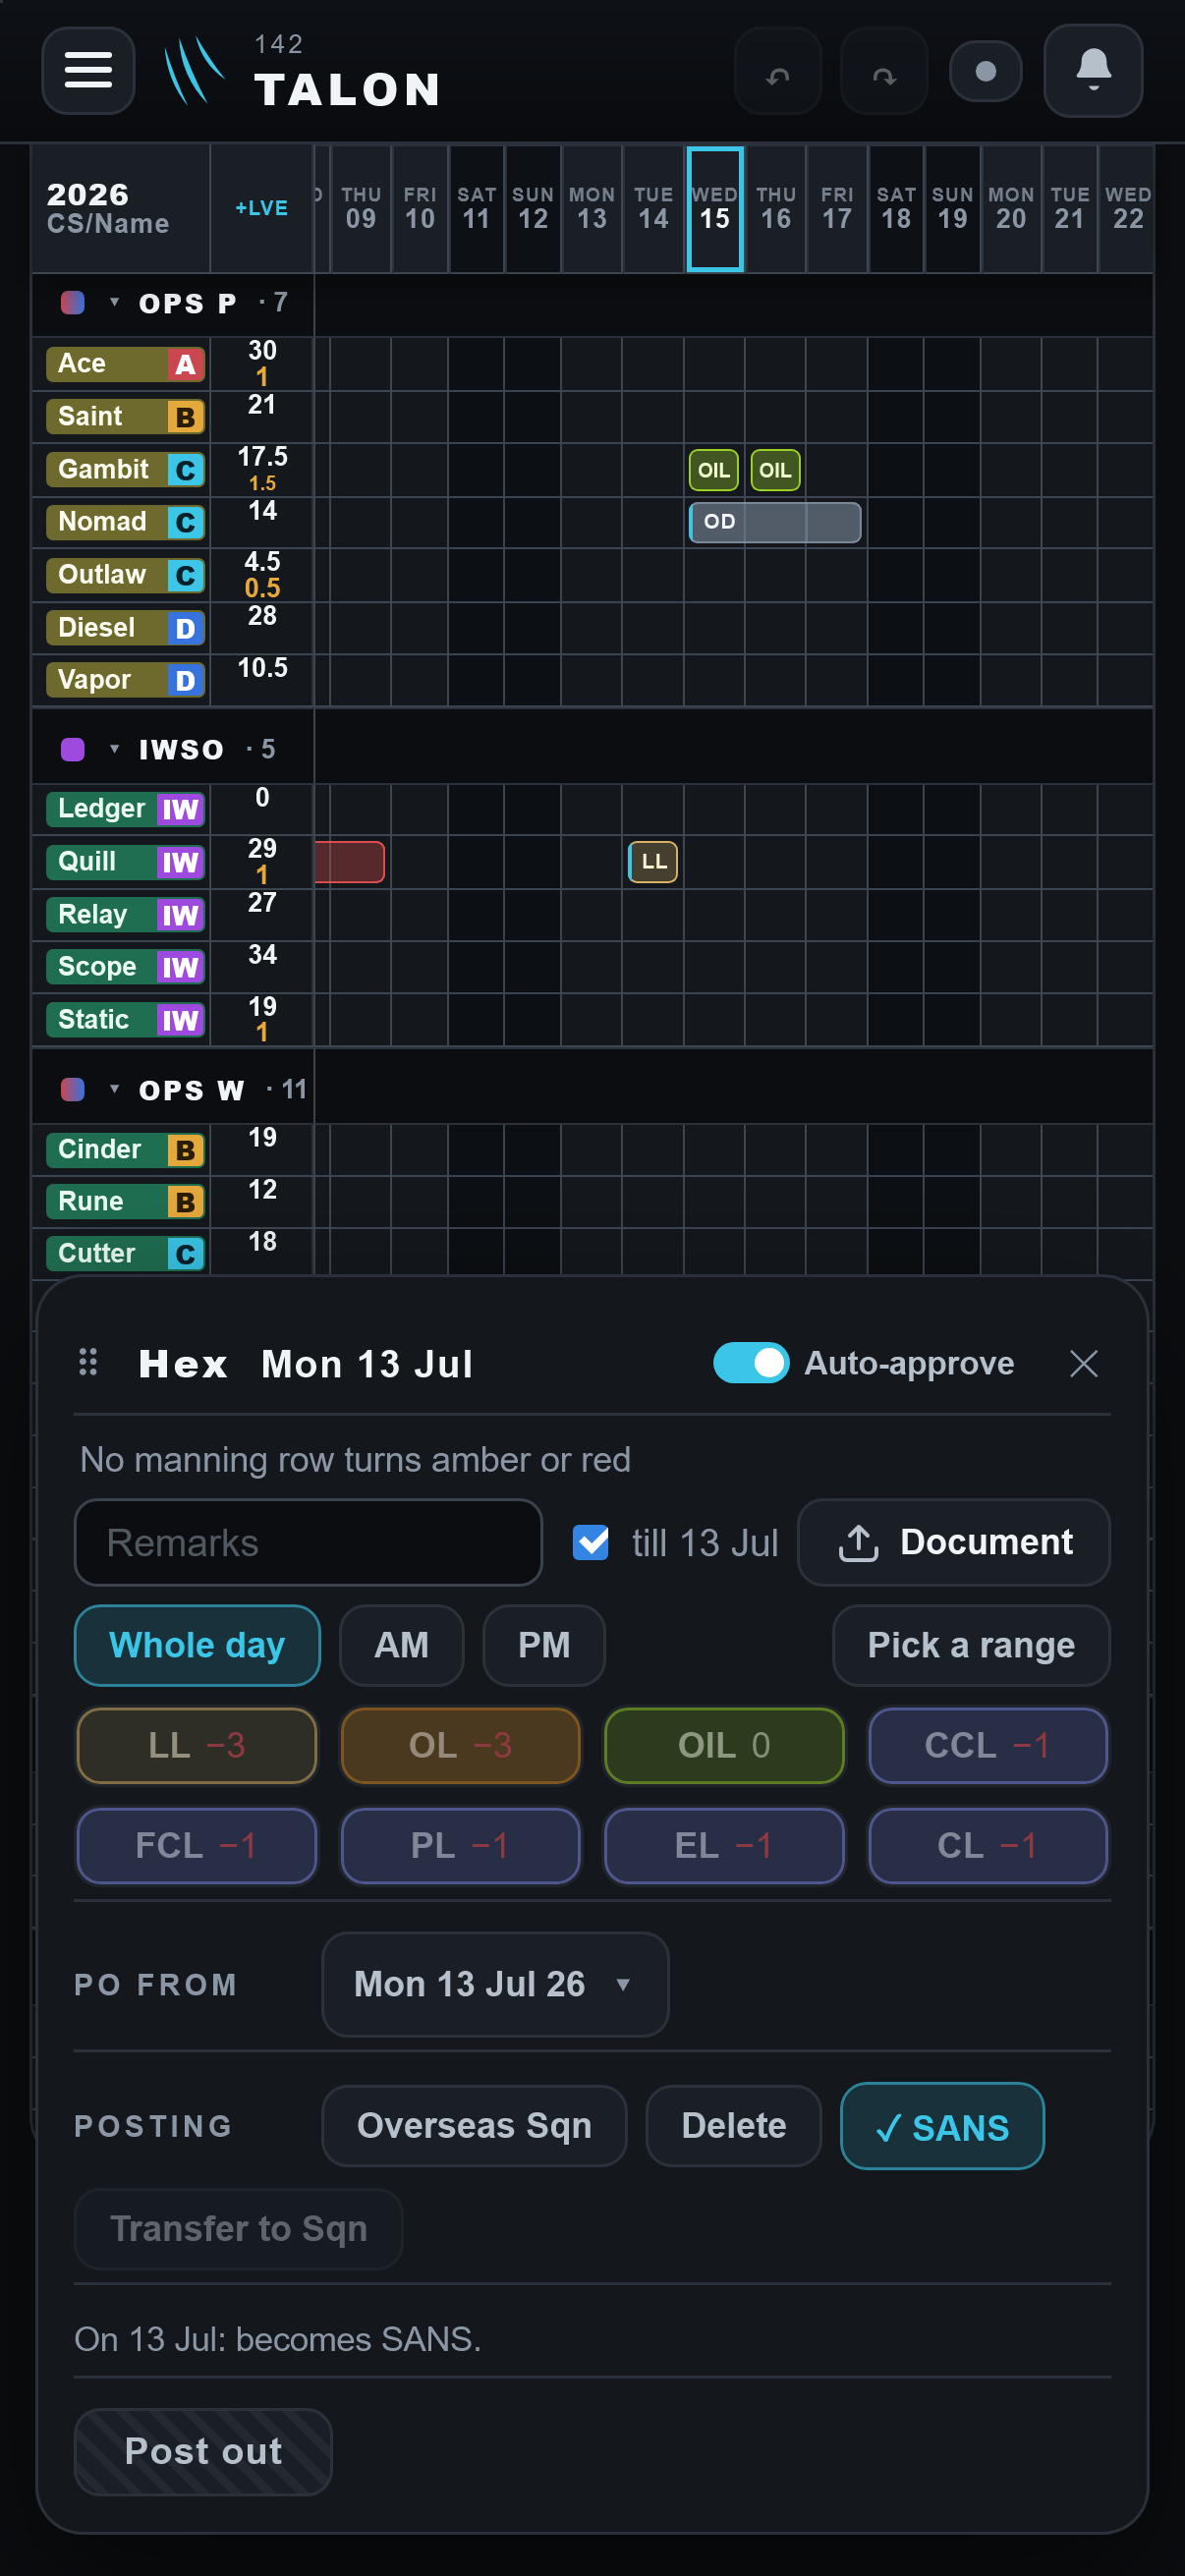 142
TALON
2026
CS/Name
+LVE
THU 09
FRI 10
SAT 11
SUN 12
MON 13
TUE 14
WED 15
THU 16
FRI 17
SAT 18
SUN 19
MON 20
TUE 21
WED 22
OPS P · 7
Ace A 30 1
Saint B 21
Gambit C 17.5 1.5 OIL OIL
Nomad C 14 OD
Outlaw C 4.5 0.5
Diesel D 28
Vapor D 10.5
IWSO · 5
Ledger IW 0
Quill IW 29 1 LL
Relay IW 27
Scope IW 34
Static IW 19 1
OPS W · 11
Cinder B 19
Rune B 12
Cutter C 18
Hex Mon 13 Jul Auto-approve
No manning row turns amber or red
Remarks till 13 Jul Document
Whole day AM PM Pick a range
LL −3 OL −3 OIL 0 CCL −1
FCL −1 PL −1 EL −1 CL −1
PO FROM Mon 13 Jul 26
POSTING Overseas Sqn Delete ✓ SANS
Transfer to Sqn
On 13 Jul: becomes SANS.
Post out